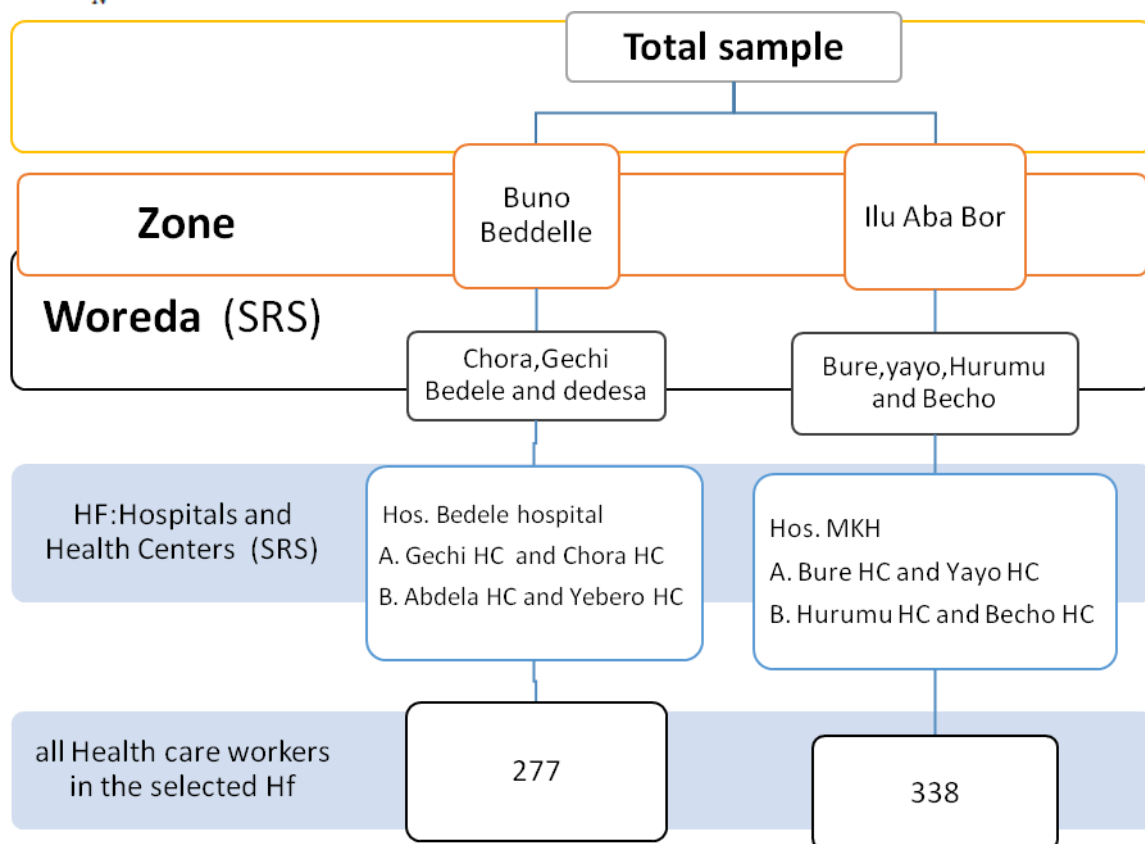 N
Total sample
Zone
Buno
Beddelle
Ilu Aba Bor
Woreda (SRS)
Chora,Gechi
Bedele and dedesa
Bure,yayo,Hurumu
and Becho
HF:Hospitals and
Health Centers (SRS)
Hos. Bedele hospital
A. Gechi HC and Chora HC
B. Abdela HC and Yebero HC
Hos. MKH
A. Bure HC and Yayo HC
B. Hurumu HC and Becho HC
all Health care workers
in the selected Hf
277
338